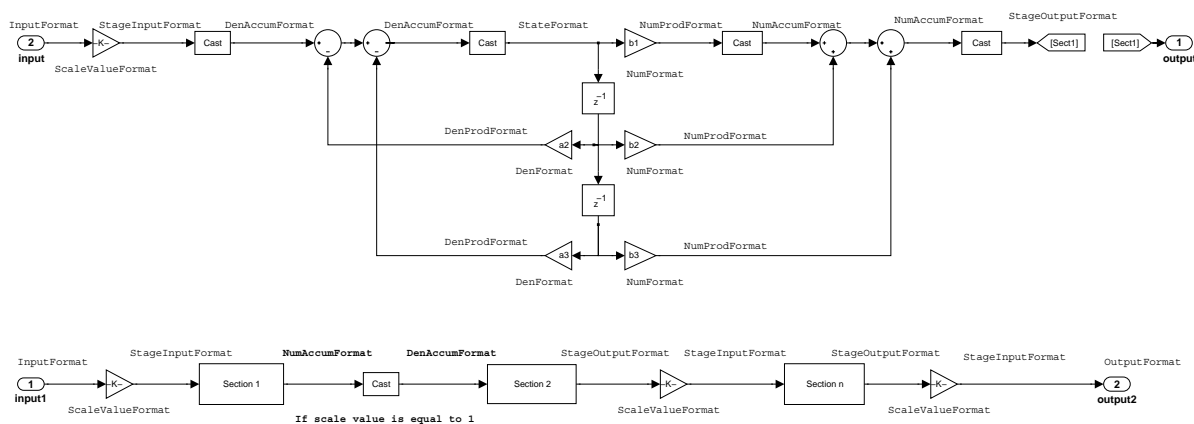 InputFormat
StageInputFormat
DenAccumFormat
DenAccumFormat
StateFormat
NumProdFormat
NumAccumFormat
NumAccumFormat
StageOutputFormat
2
input
-K-
ScaleValueFormat
Cast
+
-
+
-
Cast
b1
NumFormat
Cast
+
+
+
+
Cast
[Sect1]
[Sect1]
1
output
z⁻¹
DenProdFormat
a2
DenFormat
b2
NumProdFormat
NumFormat
z⁻¹
DenProdFormat
a3
DenFormat
b3
NumProdFormat
NumFormat
InputFormat
StageInputFormat
NumAccumFormat
DenAccumFormat
StageOutputFormat
StageInputFormat
StageOutputFormat
StageInputFormat
OutputFormat
1
input1
-K-
ScaleValueFormat
Section 1
Cast
Section 2
-K-
ScaleValueFormat
Section n
-K-
ScaleValueFormat
2
output2
If scale value is equal to 1